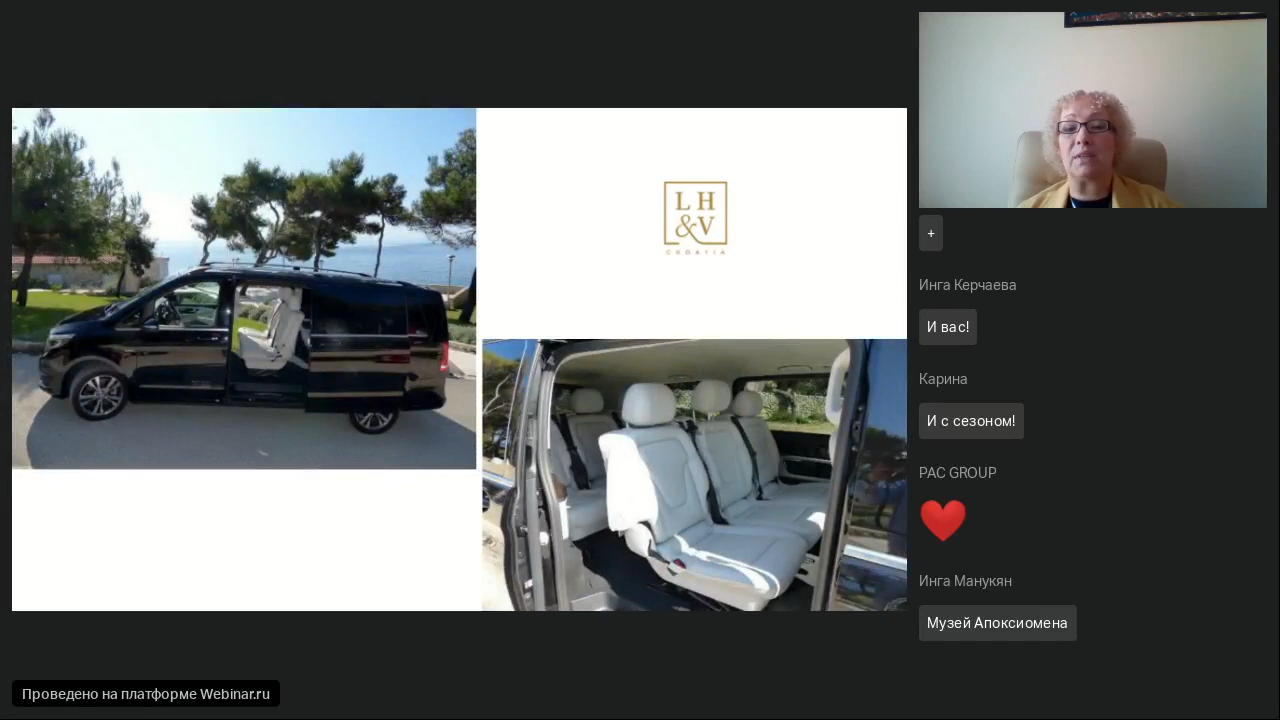 L H
& V
CROATIA
+
Инга Керчаева
И вас!
Карина
И с сезоном!
PAC GROUP
Инга Манукян
Музей Апоксиомена
Проведено на платформе Webinar.ru